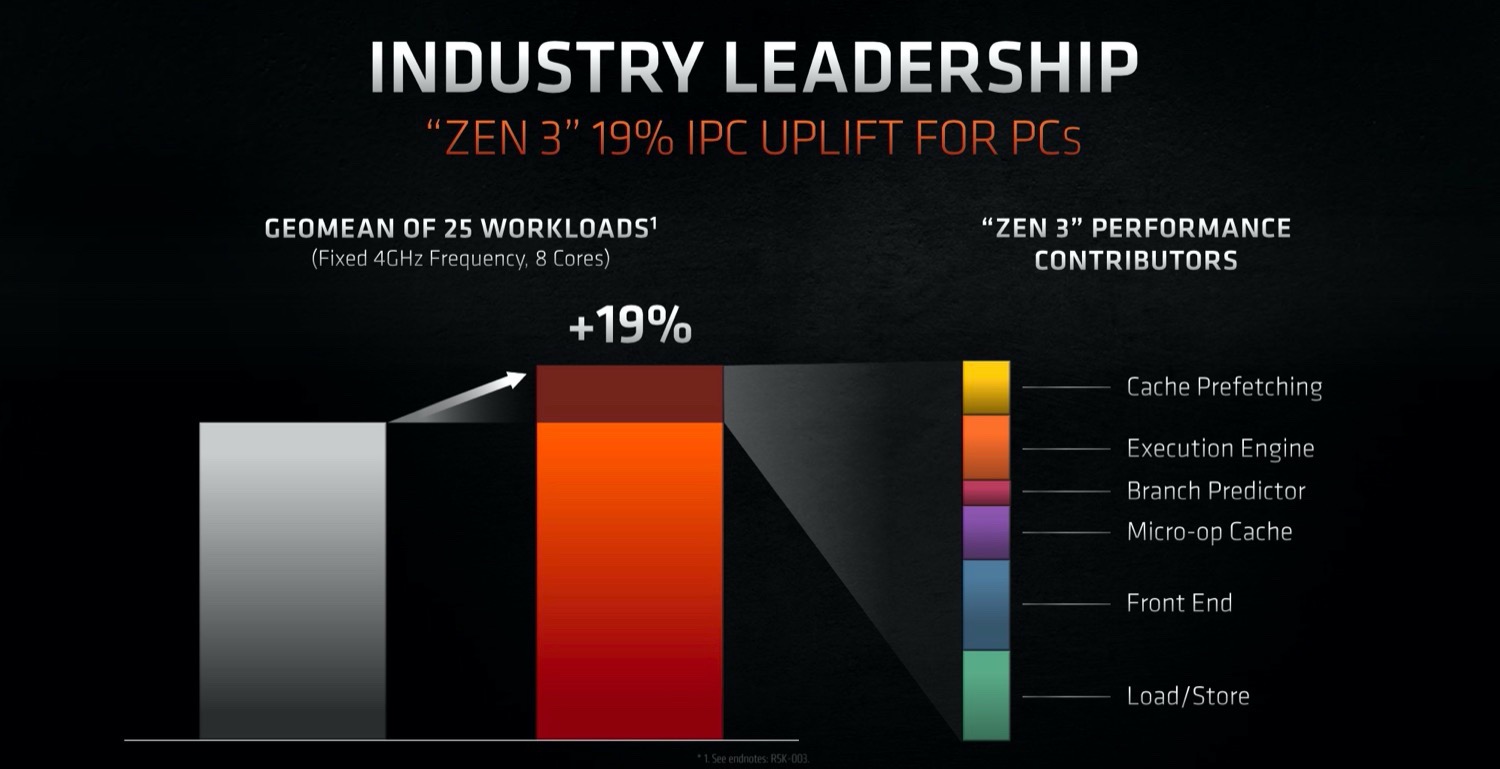 INDUSTRY LEADERSHIP
“ZEN 3” 19% IPC UPLIFT FOR PCs
GEOMEAN OF 25 WORKLOADS¹
(Fixed 4GHz Frequency, 8 Cores)
“ZEN 3” PERFORMANCE
CONTRIBUTORS
+19%
Cache Prefetching
Execution Engine
Branch Predictor
Micro-op Cache
Front End
Load/Store
* 1. See endnotes: R5K-003.